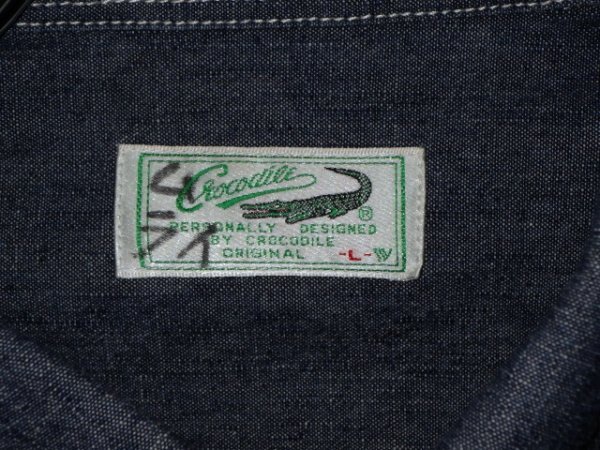 Crocodile
®
PERSONALLY DESIGNED
BY CROCODILE
ORIGINAL -L-W